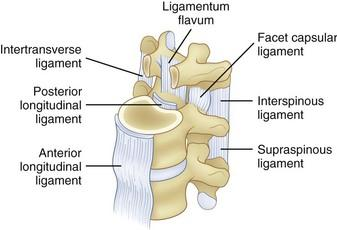 Ligamentum
flavum
Facet capsular
ligament
Intertransverse
ligament
Posterior
longitudinal
ligament
Interspinous
ligament
Anterior
longitudinal
ligament
Supraspinous
ligament